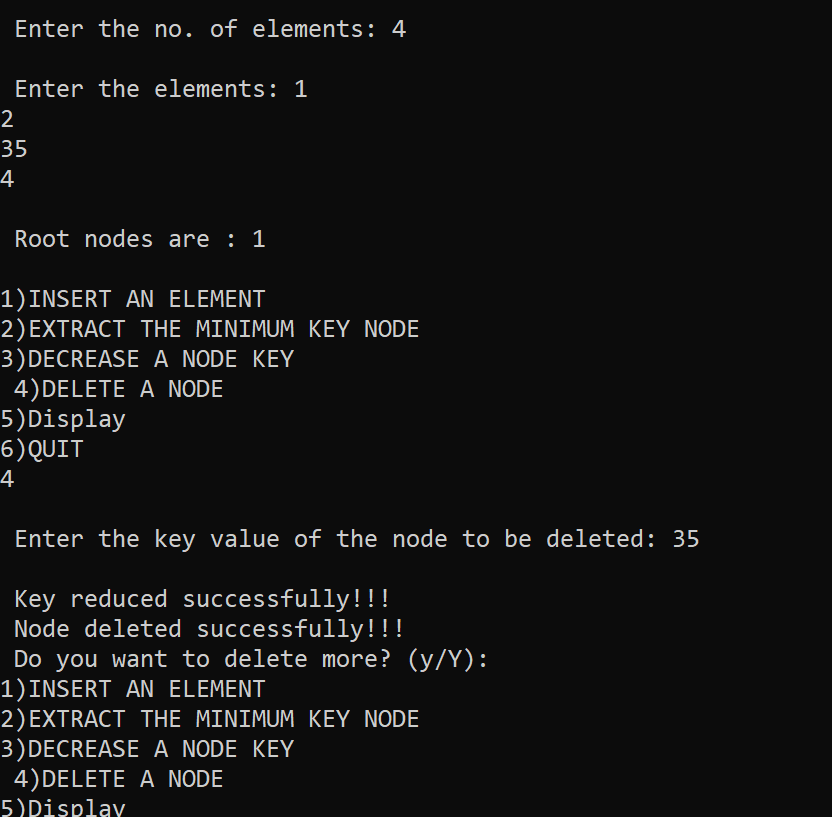 Enter the no. of elements: 4
Enter the elements: 1
2
35
4
Root nodes are : 1
1)INSERT AN ELEMENT
2)EXTRACT THE MINIMUM KEY NODE
3)DECREASE A NODE KEY
4)DELETE A NODE
5)Display
6)QUIT
4
Enter the key value of the node to be deleted: 35
Key reduced successfully!!!
Node deleted successfully!!!
Do you want to delete more? (y/Y):
1)INSERT AN ELEMENT
2)EXTRACT THE MINIMUM KEY NODE
3)DECREASE A NODE KEY
4)DELETE A NODE
5)Display